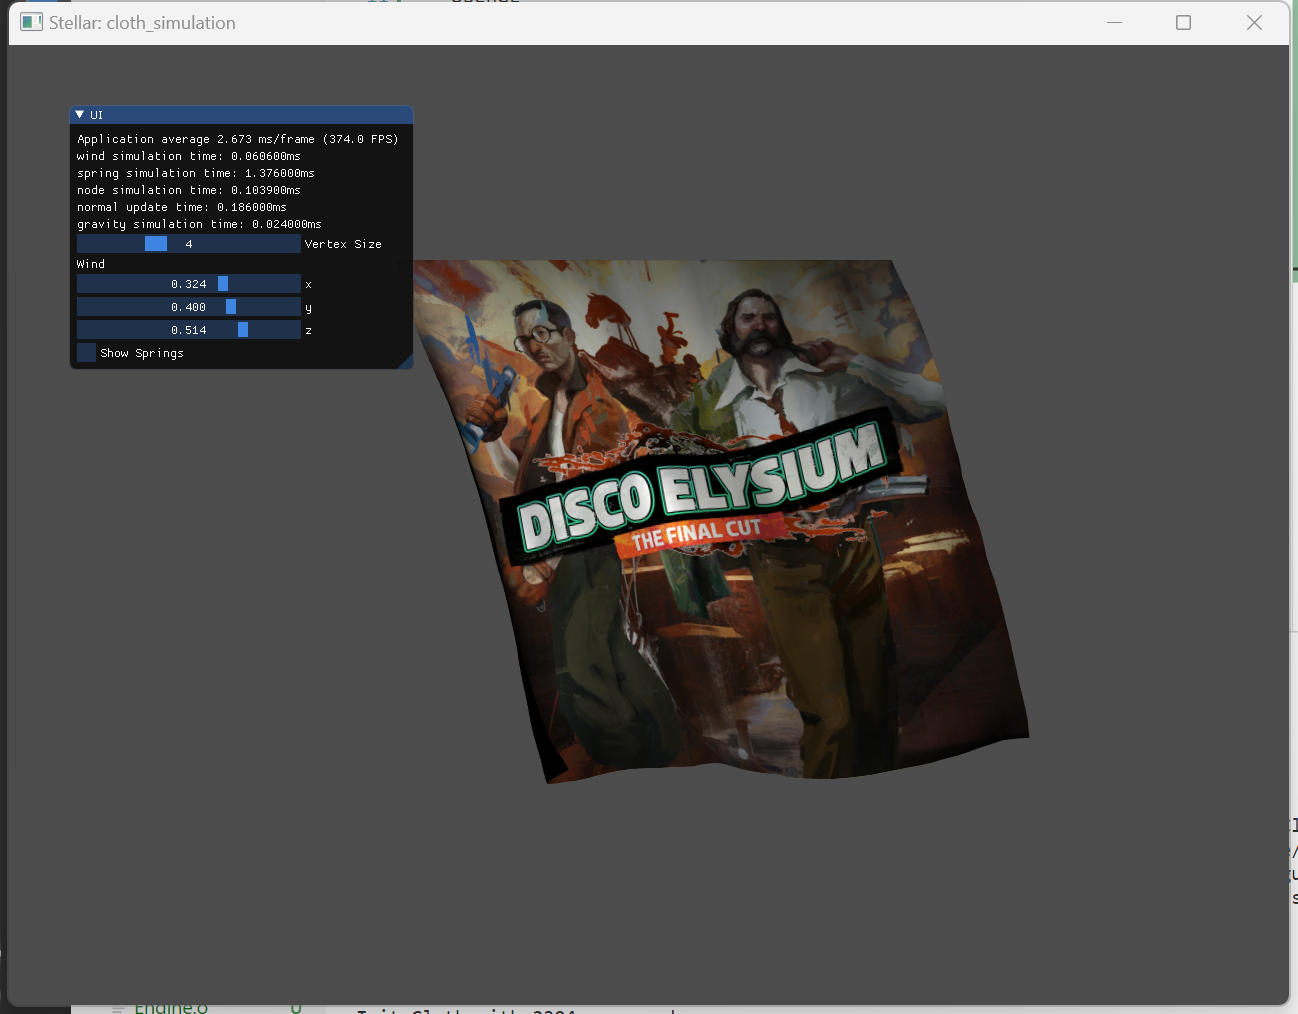 Stellar: cloth_simulation
UI
Application average 2.673 ms/frame (374.0 FPS)
wind simulation time: 0.060600ms
spring simulation time: 1.376000ms
node simulation time: 0.103900ms
normal update time: 0.186000ms
gravity simulation time: 0.024000ms
4 Vertex Size
Wind
0.324 x
0.400 y
0.514 z
Show Springs
DISCO ELYSIUM
THE FINAL CUT
Engine.o U